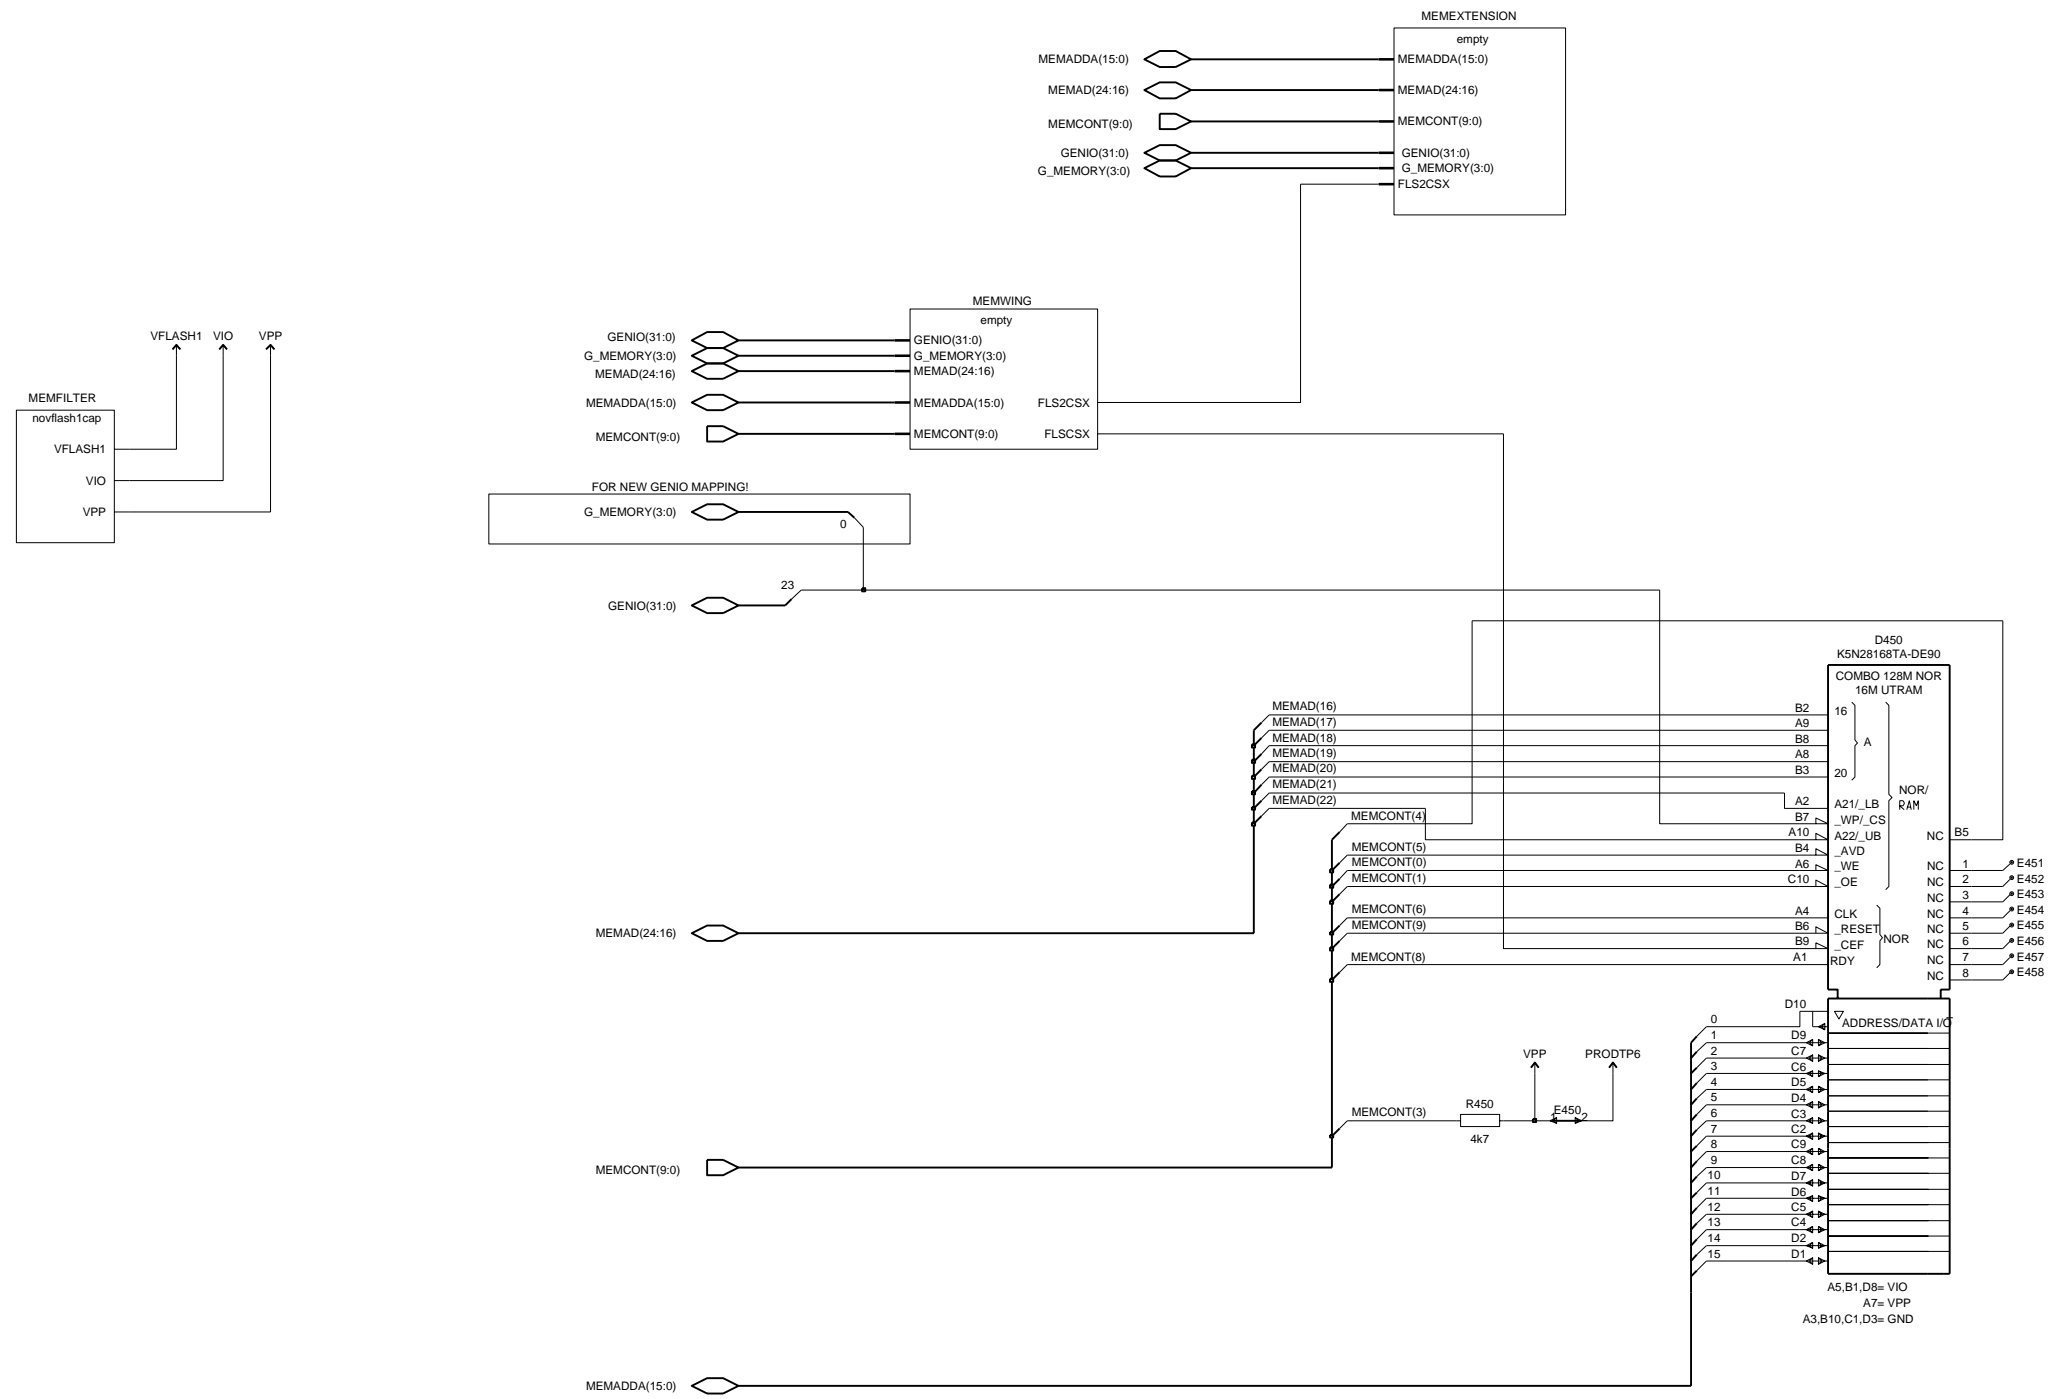 MEMEXTENSION
empty
MEMADDA(15:0) MEMADDA(15:0)
MEMAD(24:16) MEMAD(24:16)
MEMCONT(9:0) MEMCONT(9:0)
GENIO(31:0) GENIO(31:0)
G_MEMORY(3:0) G_MEMORY(3:0)
FLS2CSX
MEMWING
empty
GENIO(31:0) GENIO(31:0)
G_MEMORY(3:0) G_MEMORY(3:0)
MEMAD(24:16) MEMAD(24:16)
MEMADDA(15:0) MEMADDA(15:0) FLS2CSX
MEMCONT(9:0) MEMCONT(9:0) FLSCSX
VFLASH1 VIO VPP
MEMFILTER
novflash1cap
VFLASH1
VIO
VPP
FOR NEW GENIO MAPPING!
G_MEMORY(3:0)
0
23
GENIO(31:0)
D450
K5N28168TA-DE90
COMBO 128M NOR
16M UTRAM
MEMAD(16) B2 16
MEMAD(17) A9
MEMAD(18) B8 A
MEMAD(19) A8
MEMAD(20) B3 20
MEMAD(21) A2 A21/_LB
NOR/
RAM
MEMAD(22)
MEMCONT(4) B7 _WP/_CS
A10 A22/_UB NC B5
MEMCONT(5) B4 _AVD
MEMCONT(0) A6 _WE NC 1 E451
MEMCONT(1) C10 _OE NC 2 E452
NC 3 E453
MEMCONT(6) A4 CLK NC 4 E454
MEMCONT(9) B6 _RESET NC 5 E455
NOR
B9 _CEF NC 6 E456
MEMCONT(8) A1 RDY NC 7 E457
NC 8 E458
MEMAD(24:16)
D10
0 ADDRESS/DATA I/O
1 D9
2 C7
3 C6
4 D5
5 D4
6 C3
7 C2
8 C9
9 C8
10 D7
11 D6
12 C5
13 C4
14 D2
15 D1
VPP PRODTP6
MEMCONT(3) R450 1 E450 2
4k7
MEMCONT(9:0)
A5,B1,D8= VIO
A7= VPP
A3,B10,C1,D3= GND
MEMADDA(15:0)